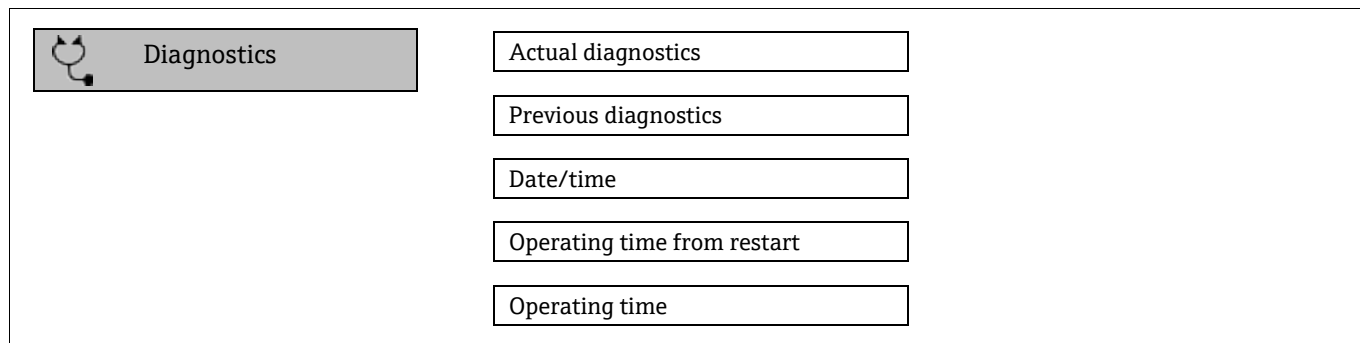 Diagnostics
Actual diagnostics
Previous diagnostics
Date/time
Operating time from restart
Operating time